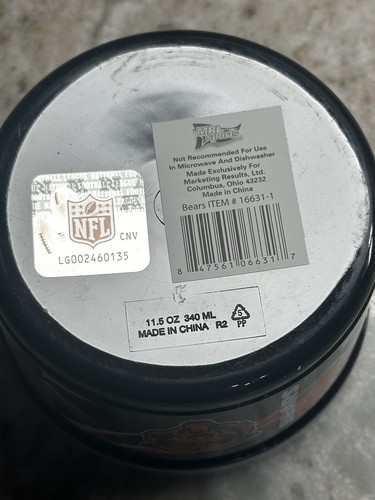 Not Recommended For Use
In Microwave And Dishwasher
Made Exclusively For
Marketing Results, Ltd.
Columbus, Ohio 43232
Made in China
Bears ITEM # 16631-1
8 47561 06631 7
NFL
CNV
LG002460135
11.5 OZ 340 ML
MADE IN CHINA R2
5
PP